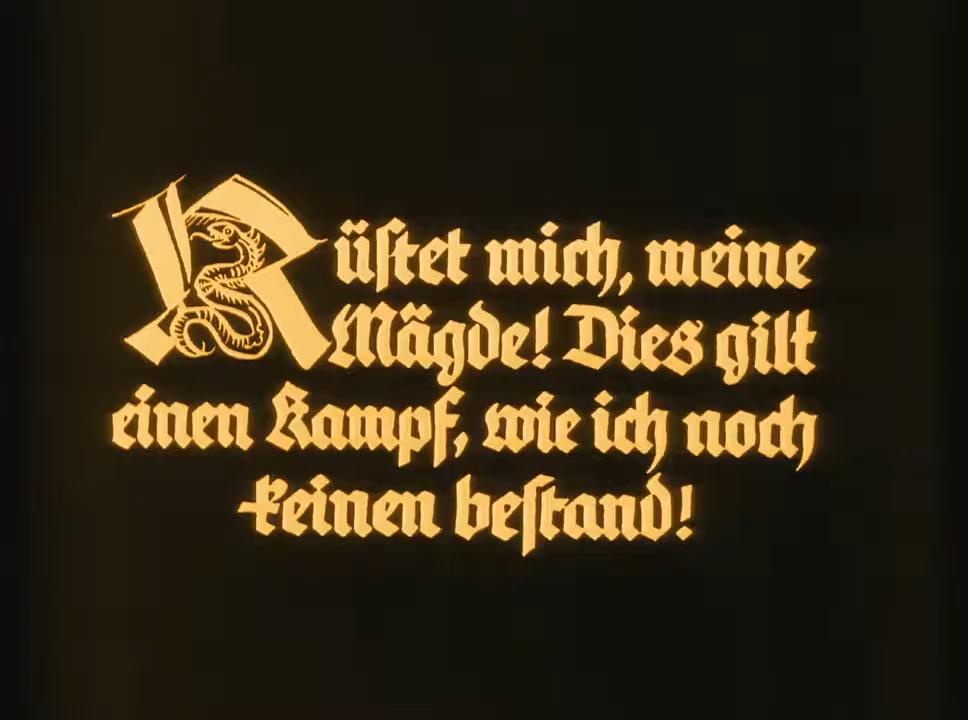 Rüſtet mich, meine
Mägde! Dies gilt
einen Kampf, wie ich noch
keinen beſtand!